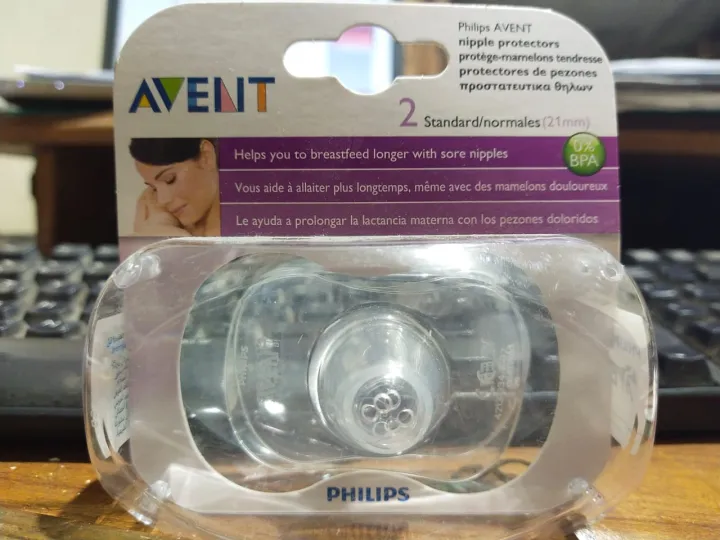 Philips AVENT
nipple protectors
protège-mamelons tendresse
protectores de pezones
προστατευτικα θηλων
AVENT
2 Standard/normales (21mm)
0%
BPA
Helps you to breastfeed longer with sore nipples
Vous aide à allaiter plus longtemps, même avec des mamelons douloureux
Le ayuda a prolongar la lactancia materna con los pezones doloridos
PHILIPS